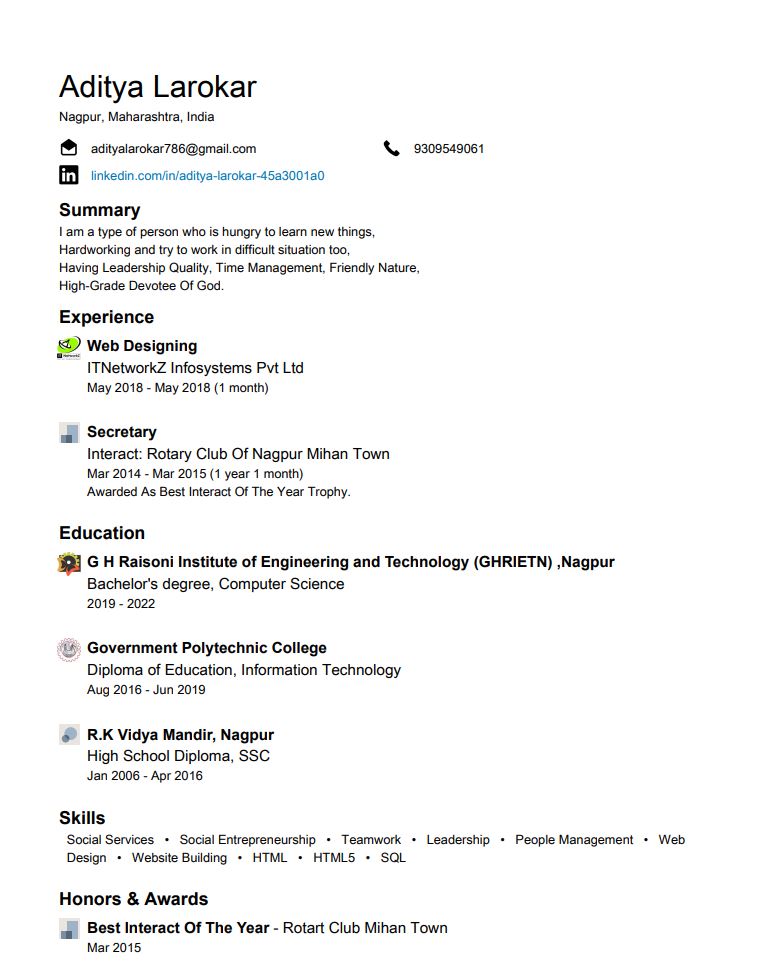 Aditya Larokar
Nagpur, Maharashtra, India
adityalarokar786@gmail.com 9309549061
linkedin.com/in/aditya-larokar-45a3001a0
Summary
I am a type of person who is hungry to learn new things,
Hardworking and try to work in difficult situation too,
Having Leadership Quality, Time Management, Friendly Nature,
High-Grade Devotee Of God.
Experience
Web Designing
ITNetworkZ Infosystems Pvt Ltd
May 2018 - May 2018 (1 month)
Secretary
Interact: Rotary Club Of Nagpur Mihan Town
Mar 2014 - Mar 2015 (1 year 1 month)
Awarded As Best Interact Of The Year Trophy.
Education
G H Raisoni Institute of Engineering and Technology (GHRIETN) ,Nagpur
Bachelor's degree, Computer Science
2019 - 2022
Government Polytechnic College
Diploma of Education, Information Technology
Aug 2016 - Jun 2019
R.K Vidya Mandir, Nagpur
High School Diploma, SSC
Jan 2006 - Apr 2016
Skills
Social Services • Social Entrepreneurship • Teamwork • Leadership • People Management • Web
Design • Website Building • HTML • HTML5 • SQL
Honors & Awards
Best Interact Of The Year - Rotart Club Mihan Town
Mar 2015